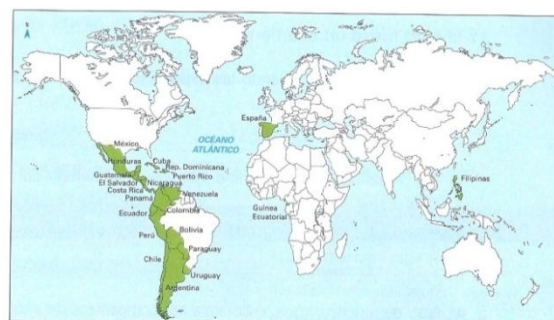 España
OCÉANO
ATLÁNTICO
México
Cuba
Honduras
Rep. Dominicana
Guatemala
Puerto Rico
El Salvador
Nicaragua
Costa Rica
Venezuela
Panamá
Filipinas
Guinea
Ecuatorial
Colombia
Ecuador
Bolivia
Perú
Paraguay
Chile
Uruguay
Argentina